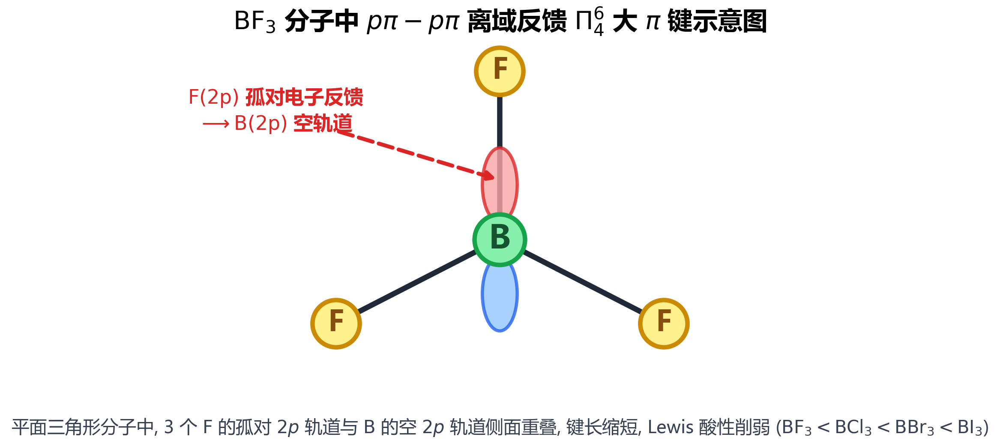 BF₃ 分子中 pπ − pπ 离域反馈 Π₄⁶ 大 π 键示意图
F
F(2p) 孤对电子反馈
⟶ B(2p) 空轨道
B
F
F
平面三角形分子中, 3 个 F 的孤对 2p 轨道与 B 的空 2p 轨道侧面重叠, 键长缩短, Lewis 酸性削弱 (BF₃ < BCl₃ < BBr₃ < BI₃)